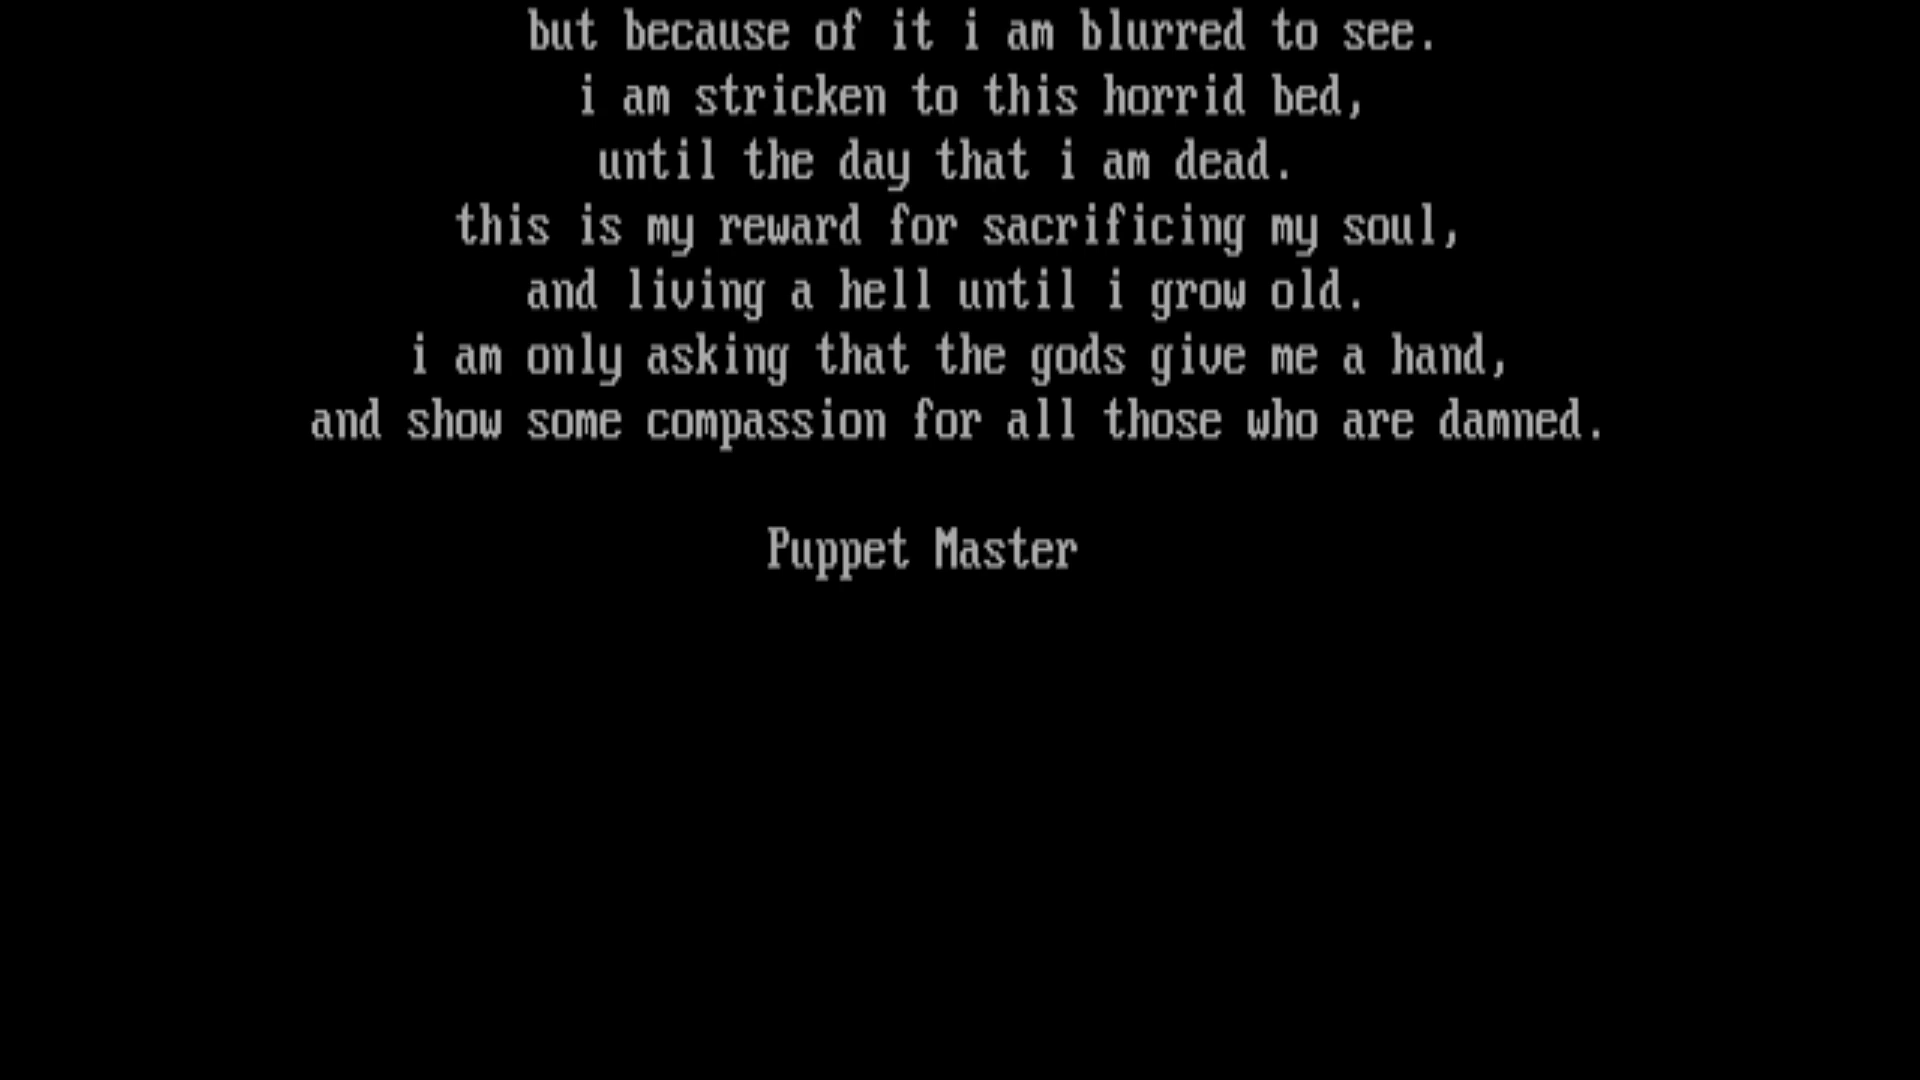 but because of it i am blurred to see.
i am stricken to this horrid bed,
until the day that i am dead.
this is my reward for sacrificing my soul,
and living a hell until i grow old.
i am only asking that the gods give me a hand,
and show some compassion for all those who are damned.
Puppet Master